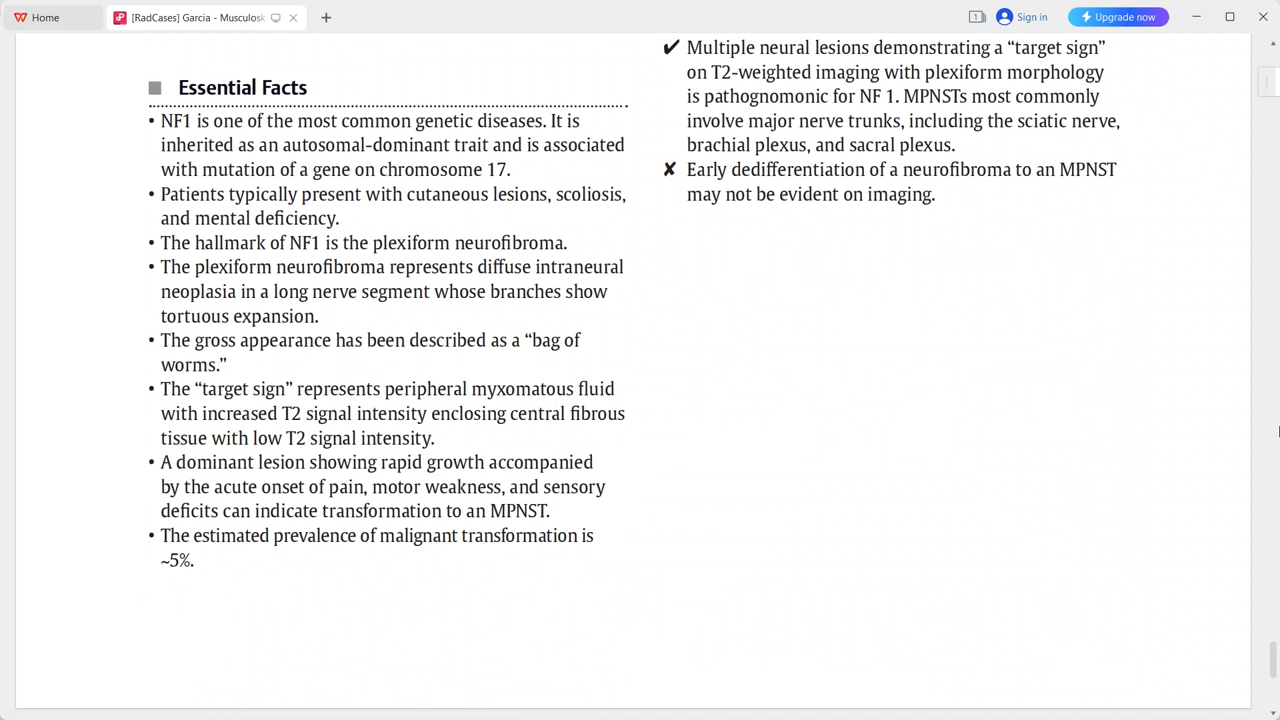 Home
[RadCases] Garcia - Musculosk
1
Sign in
Upgrade now
Essential Facts
• NF1 is one of the most common genetic diseases. It is
inherited as an autosomal-dominant trait and is associated
with mutation of a gene on chromosome 17.
• Patients typically present with cutaneous lesions, scoliosis,
and mental deficiency.
• The hallmark of NF1 is the plexiform neurofibroma.
• The plexiform neurofibroma represents diffuse intraneural
neoplasia in a long nerve segment whose branches show
tortuous expansion.
• The gross appearance has been described as a “bag of
worms.”
• The “target sign” represents peripheral myxomatous fluid
with increased T2 signal intensity enclosing central fibrous
tissue with low T2 signal intensity.
• A dominant lesion showing rapid growth accompanied
by the acute onset of pain, motor weakness, and sensory
deficits can indicate transformation to an MPNST.
• The estimated prevalence of malignant transformation is
~5%.
✔ Multiple neural lesions demonstrating a “target sign”
on T2-weighted imaging with plexiform morphology
is pathognomonic for NF 1. MPNSTs most commonly
involve major nerve trunks, including the sciatic nerve,
brachial plexus, and sacral plexus.
✘ Early dedifferentiation of a neurofibroma to an MPNST
may not be evident on imaging.